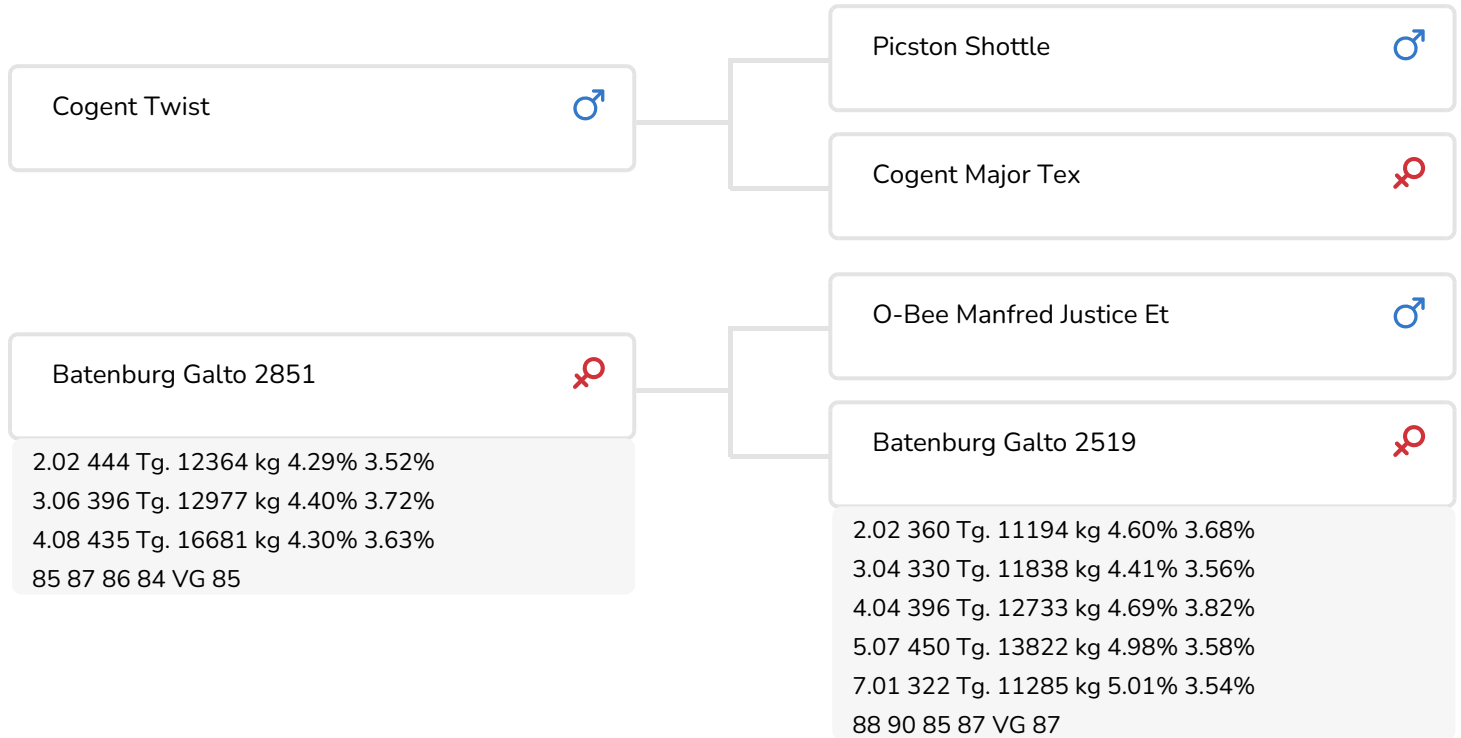 Picston Shottle
Cogent Twist
Cogent Major Tex
O-Bee Manfred Justice Et
Batenburg Galto 2851
2.02 444 Tg. 12364 kg 4.29% 3.52%
3.06 396 Tg. 12977 kg 4.40% 3.72%
4.08 435 Tg. 16681 kg 4.30% 3.63%
85 87 86 84 VG 85
Batenburg Galto 2519
2.02 360 Tg. 11194 kg 4.60% 3.68%
3.04 330 Tg. 11838 kg 4.41% 3.56%
4.04 396 Tg. 12733 kg 4.69% 3.82%
5.07 450 Tg. 13822 kg 4.98% 3.58%
7.01 322 Tg. 11285 kg 5.01% 3.54%
88 90 85 87 VG 87